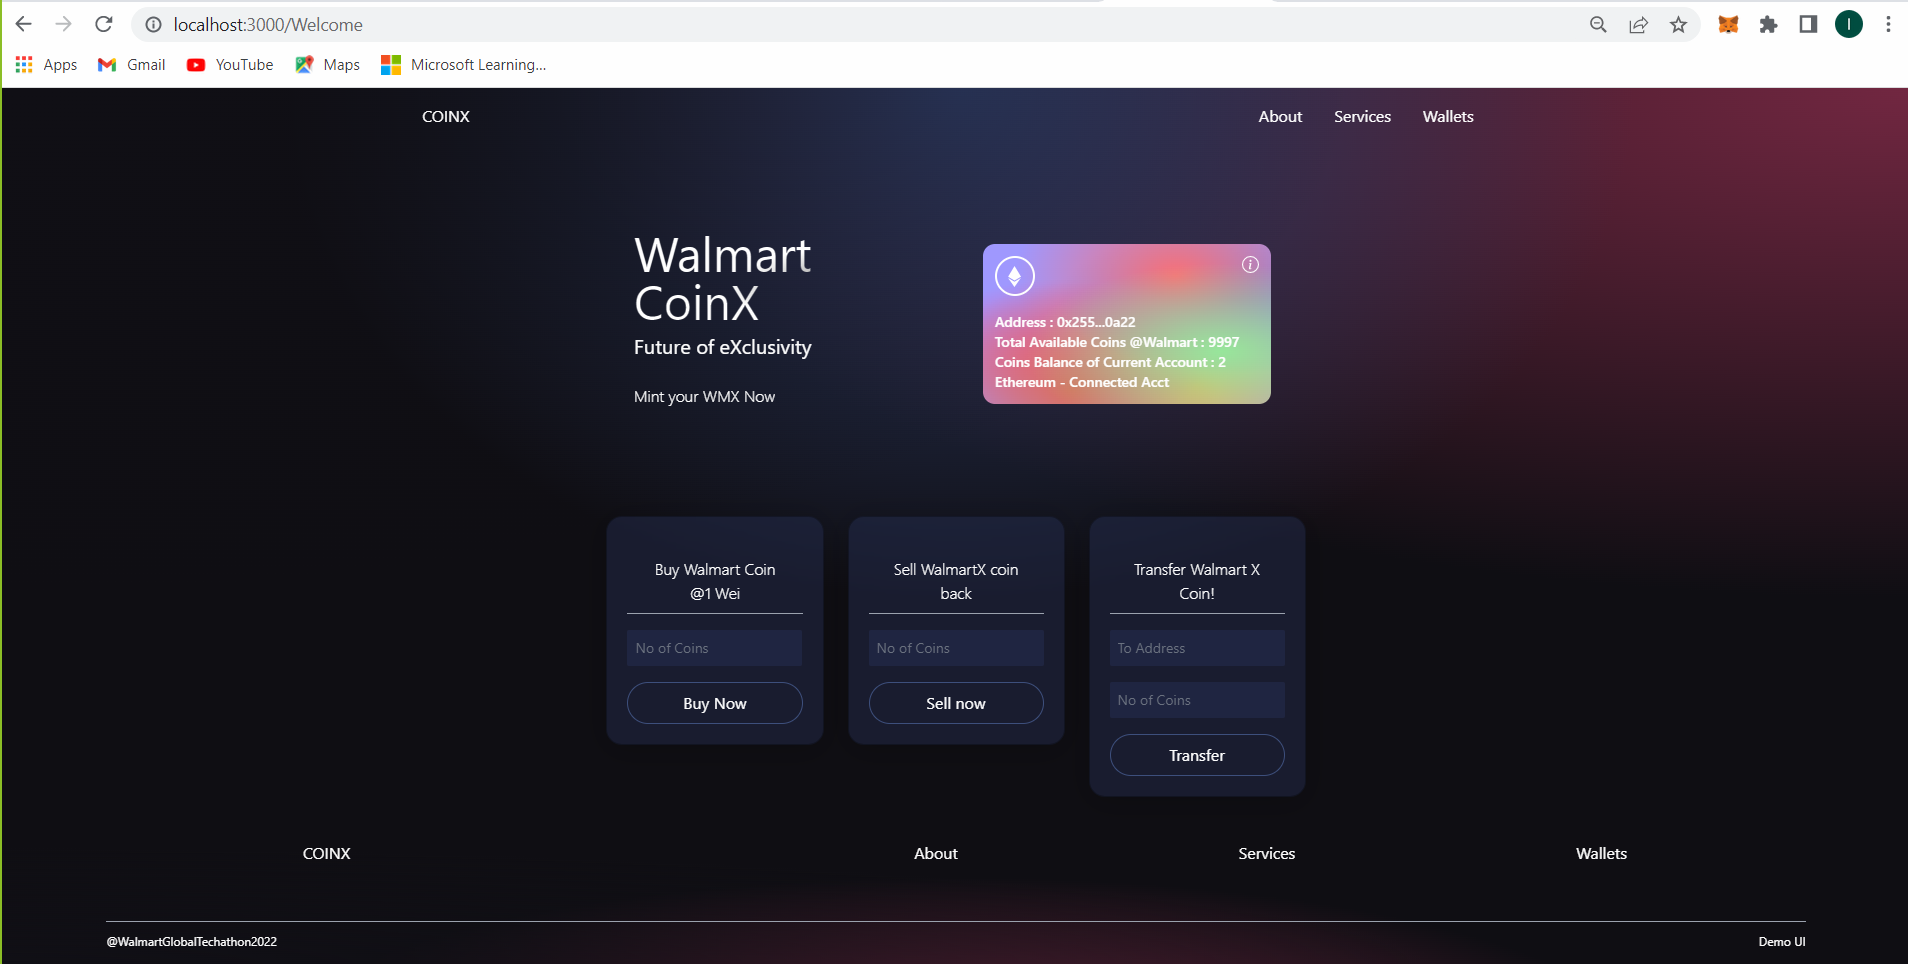 localhost:3000/Welcome
I
Apps Gmail YouTube Maps Microsoft Learning...
COINX About Services Wallets
Walmart
CoinX
Future of eXclusivity
Mint your WMX Now
i
Address : 0x255...0a22
Total Available Coins @Walmart : 9997
Coins Balance of Current Account : 2
Ethereum - Connected Acct
Buy Walmart Coin
@1 Wei
No of Coins
Buy Now
Sell WalmartX coin
back
No of Coins
Sell now
Transfer Walmart X
Coin!
To Address
No of Coins
Transfer
COINX About Services Wallets
@WalmartGlobalTechathon2022 Demo UI